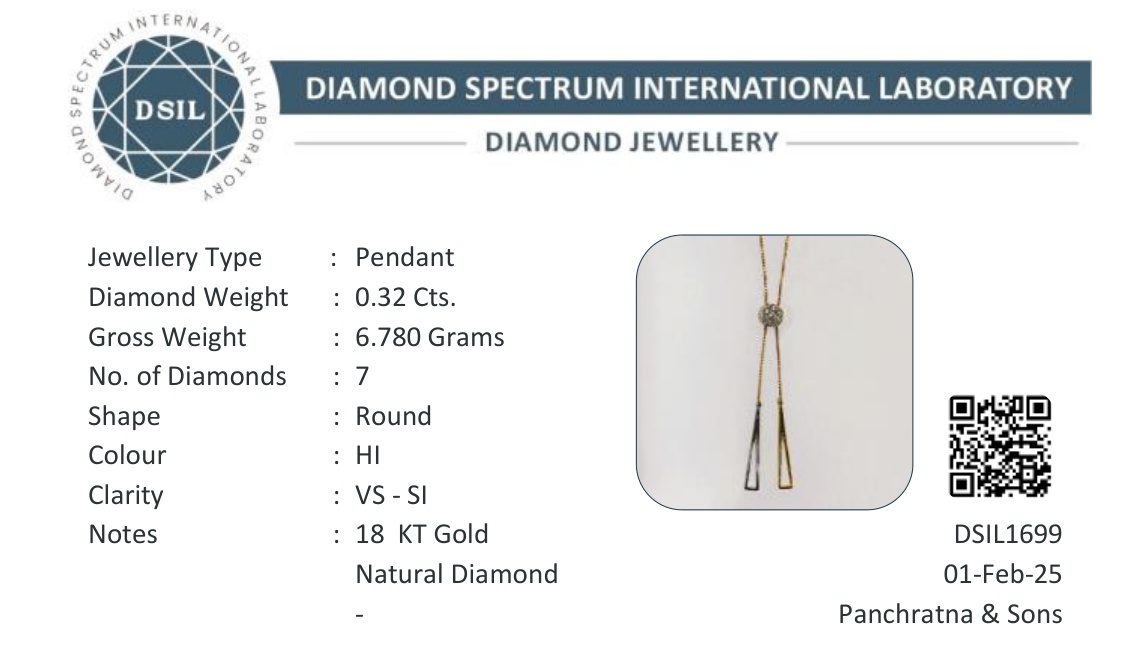 DIAMOND SPECTRUM INTERNATIONAL LABORATORY
DSIL
DIAMOND SPECTRUM INTERNATIONAL LABORATORY
DIAMOND JEWELLERY
Jewellery Type : Pendant
Diamond Weight : 0.32 Cts.
Gross Weight : 6.780 Grams
No. of Diamonds : 7
Shape : Round
Colour : HI
Clarity : VS - SI
Notes : 18 KT Gold
Natural Diamond
-
DSIL1699
01-Feb-25
Panchratna & Sons